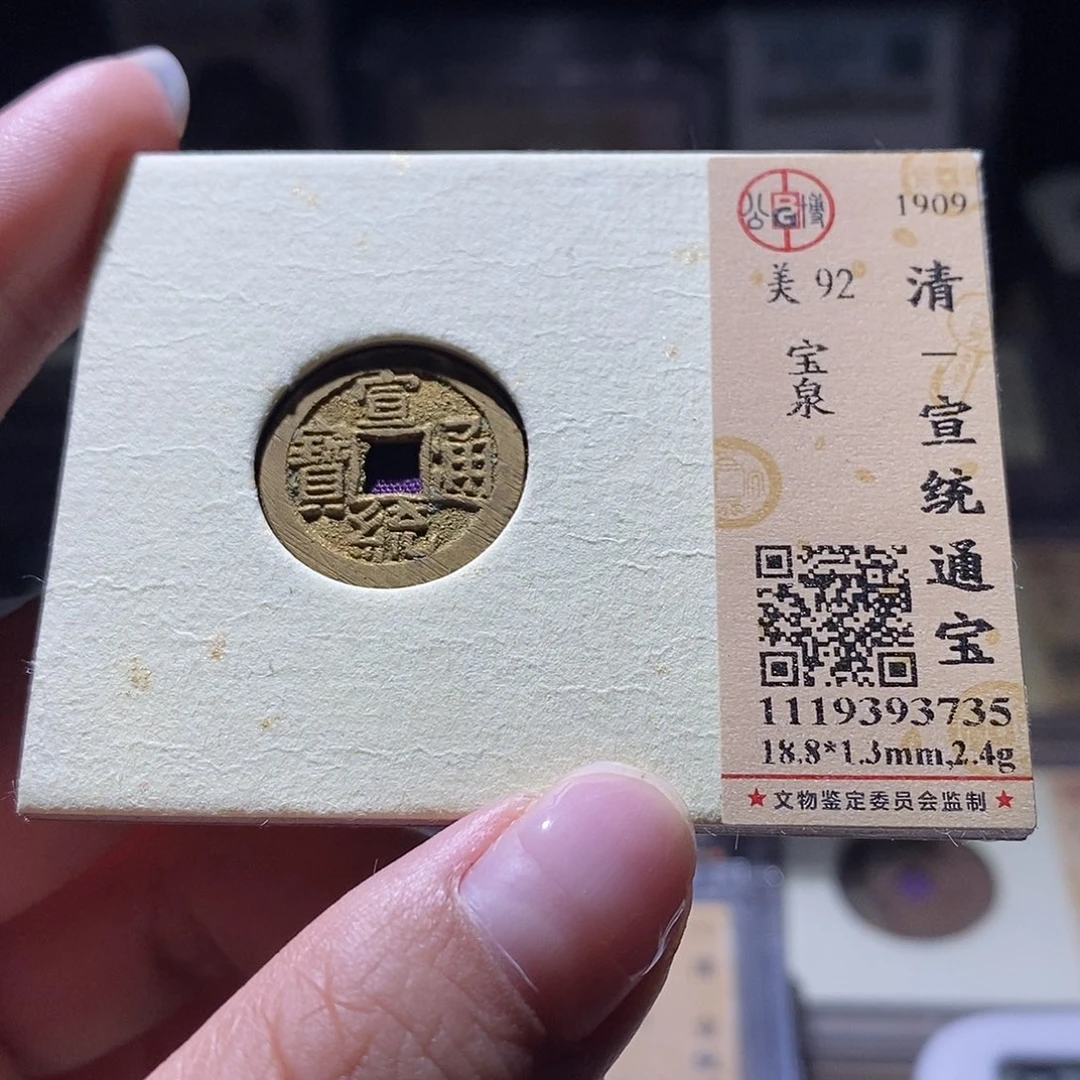 宣統通寶
公博
BG
1909
美 92
宝泉
清—宣统通宝
1119393735
18.8*1.3mm,2.4g
★文物鉴定委员会监制★